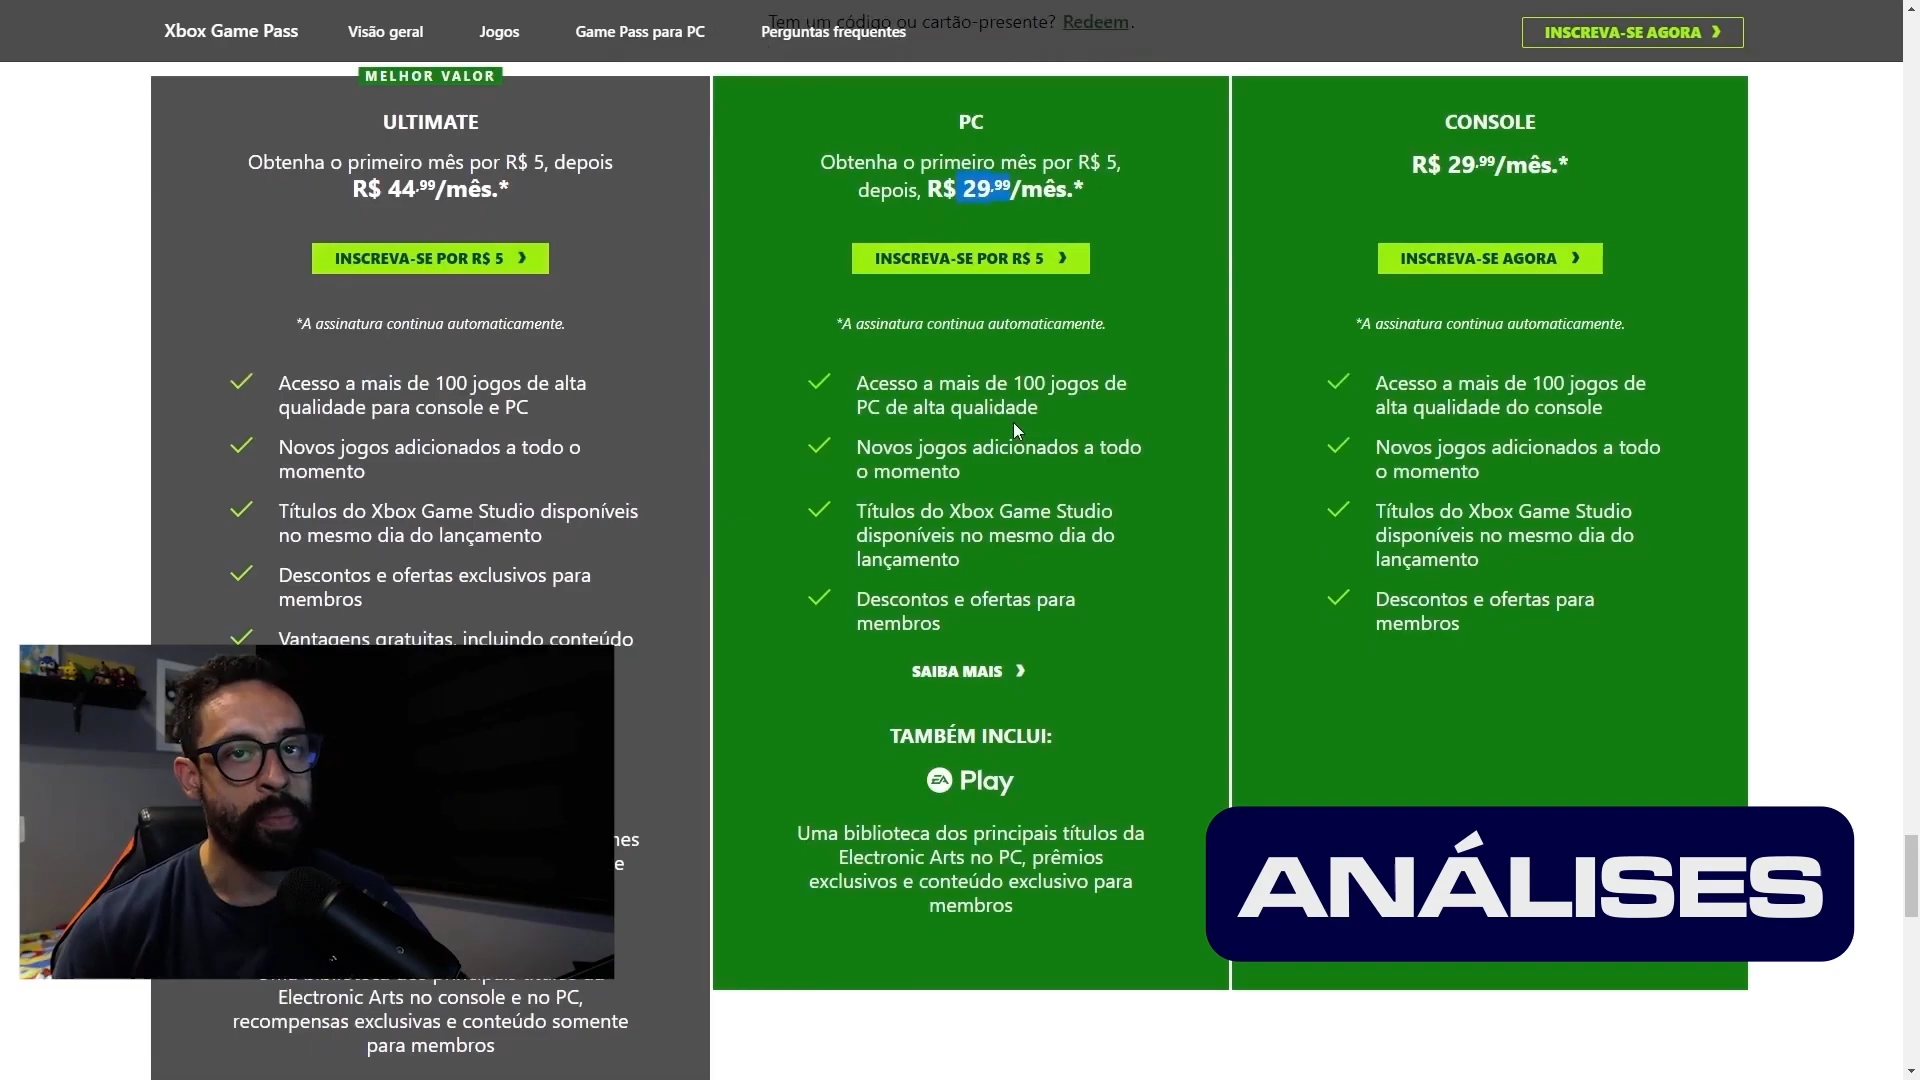 Tem um código ou cartão-presente? Redeem.
Xbox Game Pass
Visão geral
Jogos
Game Pass para PC
Perguntas frequentes
INSCREVA-SE AGORA
MELHOR VALOR
ULTIMATE
Obtenha o primeiro mês por R$ 5, depois
R$ 44,99/mês.*
INSCREVA-SE POR R$ 5
*A assinatura continua automaticamente.
Acesso a mais de 100 jogos de alta
qualidade para console e PC
Novos jogos adicionados a todo o
momento
Títulos do Xbox Game Studio disponíveis
no mesmo dia do lançamento
Descontos e ofertas exclusivos para
membros
Vantagens gratuitas, incluindo conteúdo
Electronic Arts no console e no PC,
recompensas exclusivas e conteúdo somente
para membros
PC
Obtenha o primeiro mês por R$ 5,
depois, R$ 29,99/mês.*
INSCREVA-SE POR R$ 5
*A assinatura continua automaticamente.
Acesso a mais de 100 jogos de
PC de alta qualidade
Novos jogos adicionados a todo
o momento
Títulos do Xbox Game Studio
disponíveis no mesmo dia do
lançamento
Descontos e ofertas para
membros
SAIBA MAIS
TAMBÉM INCLUI:
EA Play
Uma biblioteca dos principais títulos da
Electronic Arts no PC, prêmios
exclusivos e conteúdo exclusivo para
membros
CONSOLE
R$ 29,99/mês.*
INSCREVA-SE AGORA
*A assinatura continua automaticamente.
Acesso a mais de 100 jogos de
alta qualidade do console
Novos jogos adicionados a todo
o momento
Títulos do Xbox Game Studio
disponíveis no mesmo dia do
lançamento
Descontos e ofertas para
membros
ANÁLISES